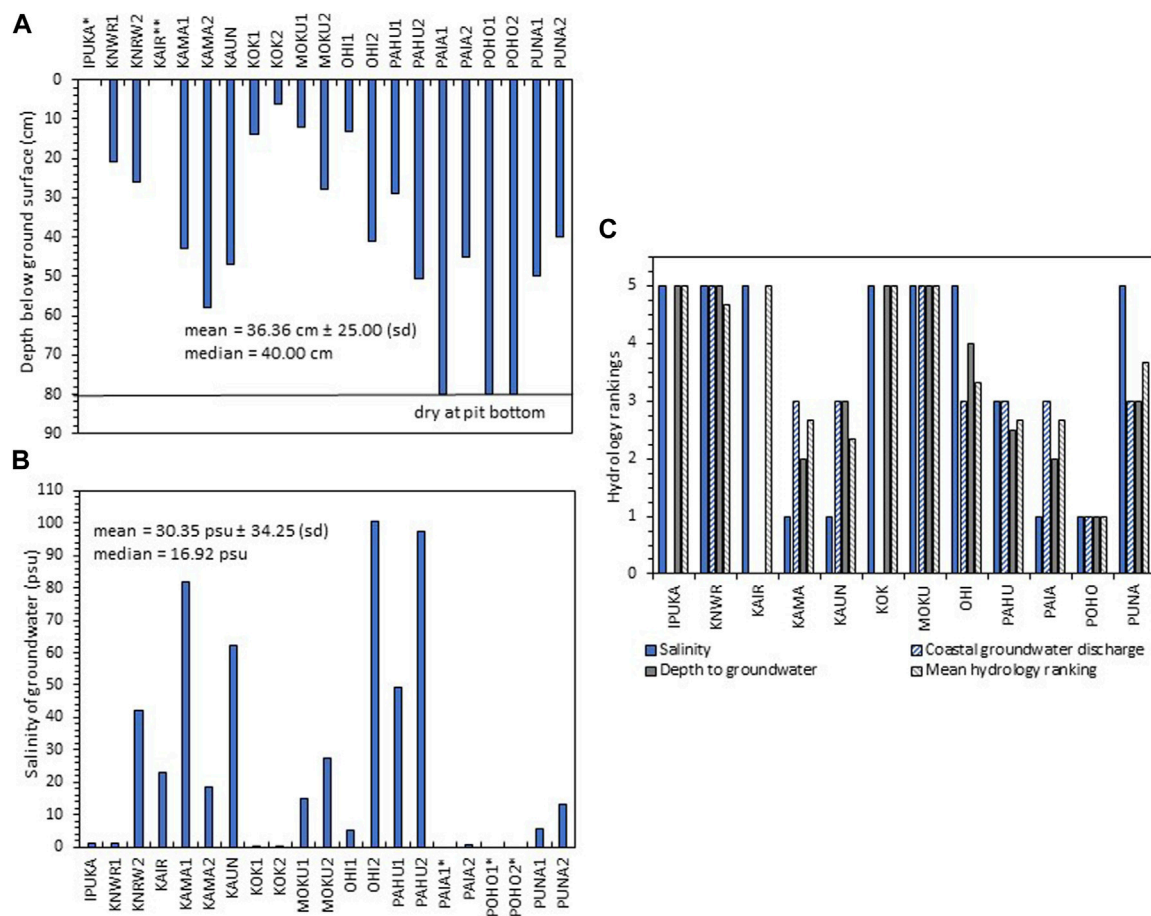 A
IPUKA*
KNWR1
KNRW2
KAIR**
KAMA1
KAMA2
KAUN
KOK1
KOK2
MOKU1
MOKU2
OHI1
OHI2
PAHU1
PAHU2
PAIA1
PAIA2
POHO1
POHO2
PUNA1
PUNA2
Depth below ground surface (cm)
0
10
20
30
40
50
60
70
80
90
mean = 36.36 cm ± 25.00 (sd)
median = 40.00 cm
dry at pit bottom
B
Salinity of groundwater (psu)
110
100
90
80
70
60
50
40
30
20
10
0
mean = 30.35 psu ± 34.25 (sd)
median = 16.92 psu
IPUKA
KNWR1
KNRW2
KAIR
KAMA1
KAMA2
KAUN
KOK1
KOK2
MOKU1
MOKU2
OHI1
OHI2
PAHU1
PAHU2
PAIA1*
PAIA2
POHO1*
POHO2*
PUNA1
PUNA2
C
Hydrology rankings
5
4
3
2
1
0
IPUKA
KNWR
KAIR
KAMA
KAUN
KOK
MOKU
OHI
PAHU
PAIA
POHO
PUNA
Salinity
Coastal groundwater discharge
Depth to groundwater
Mean hydrology ranking